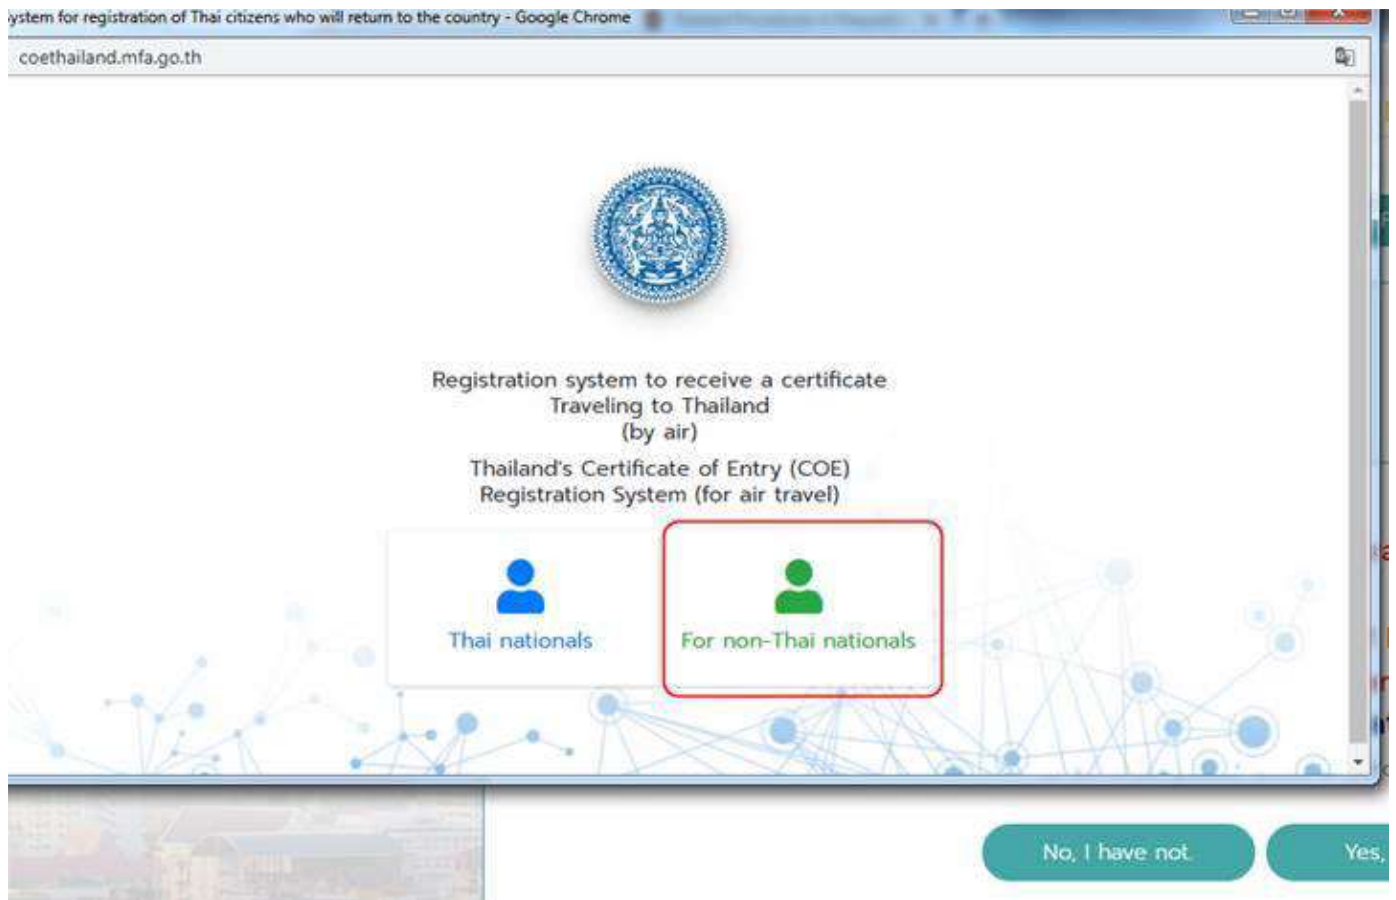 ystem for registration of Thai citizens who will return to the country - Google Chrome
coethailand.mfa.go.th
Registration system to receive a certificate
Traveling to Thailand
(by air)
Thailand's Certificate of Entry (COE)
Registration System (for air travel)
Thai nationals
For non-Thai nationals
No, I have not.
Yes,